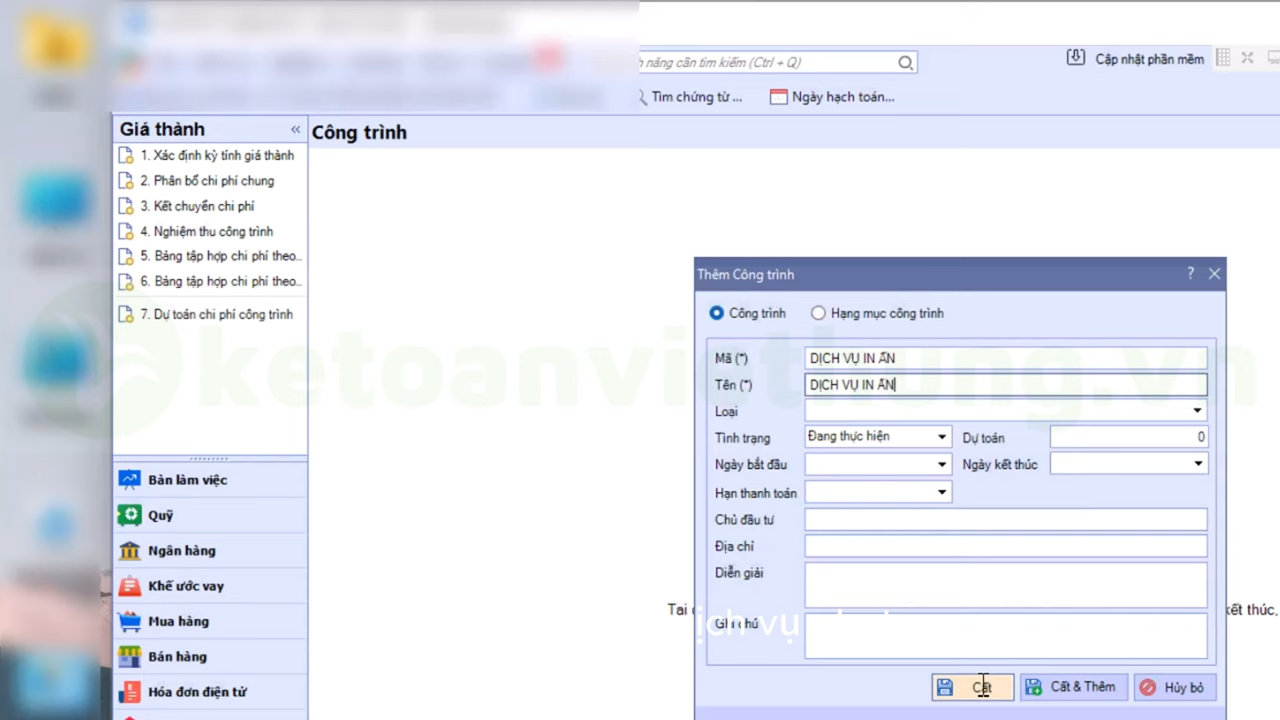 năng cần tìm kiếm (Ctrl + Q)
Cập nhật phần mềm
Tìm chứng từ ...
Ngày hạch toán...
Giá thành «
Công trình
1. Xác định kỳ tính giá thành
2. Phân bổ chi phí chung
3. Kết chuyển chi phí
4. Nghiệm thu công trình
5. Bảng tập hợp chi phí theo..
6. Bảng tập hợp chi phí theo..
7. Dự toán chi phí công trình
ketoanviethung.vn
Bàn làm việc
Quỹ
Ngân hàng
Khế ước vay
Mua hàng
Bán hàng
Hóa đơn điện tử
Thêm Công trình ?
Công trình
Hạng mục công trình
Mã (*) DỊCH VỤ IN ẤN
Tên (*) DỊCH VỤ IN ẤN
Loại
Tình trạng Đang thực hiện Dự toán 0
Ngày bắt đầu Ngày kết thúc
Hạn thanh toán
Chủ đầu tư
Địa chỉ
Diễn giải
Ghi chú
vụ
kết thúc.
Cất
Cất & Thêm
Hủy bỏ